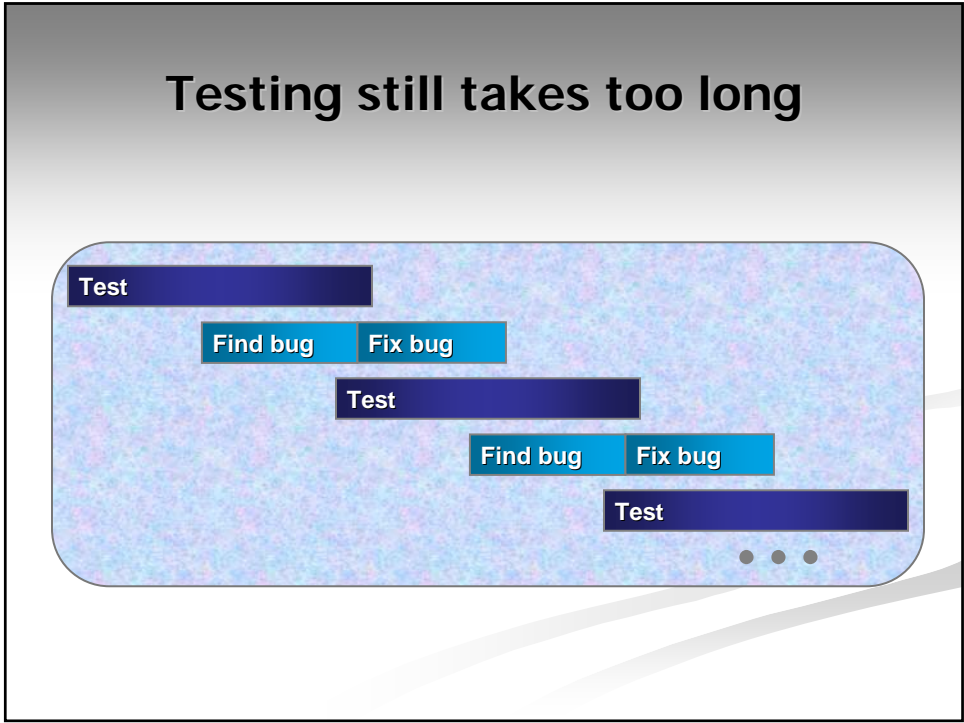 Testing still takes too long
Test
Find bug Fix bug
Test
Find bug Fix bug
Test